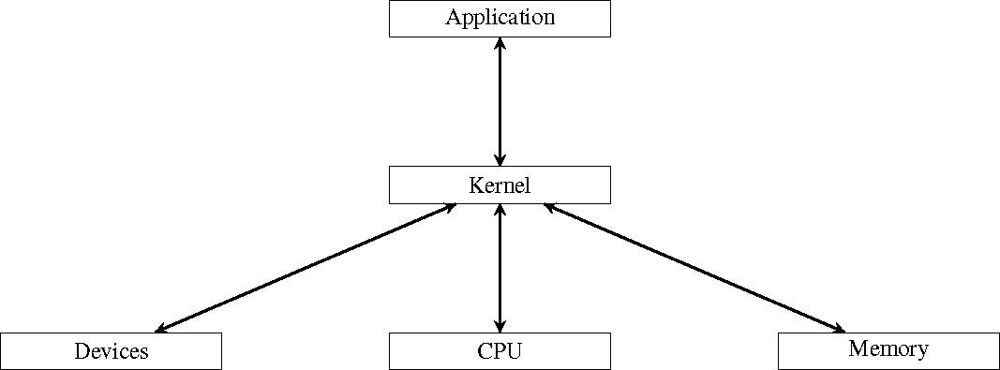 Application
Kernel
Devices
CPU
Memory